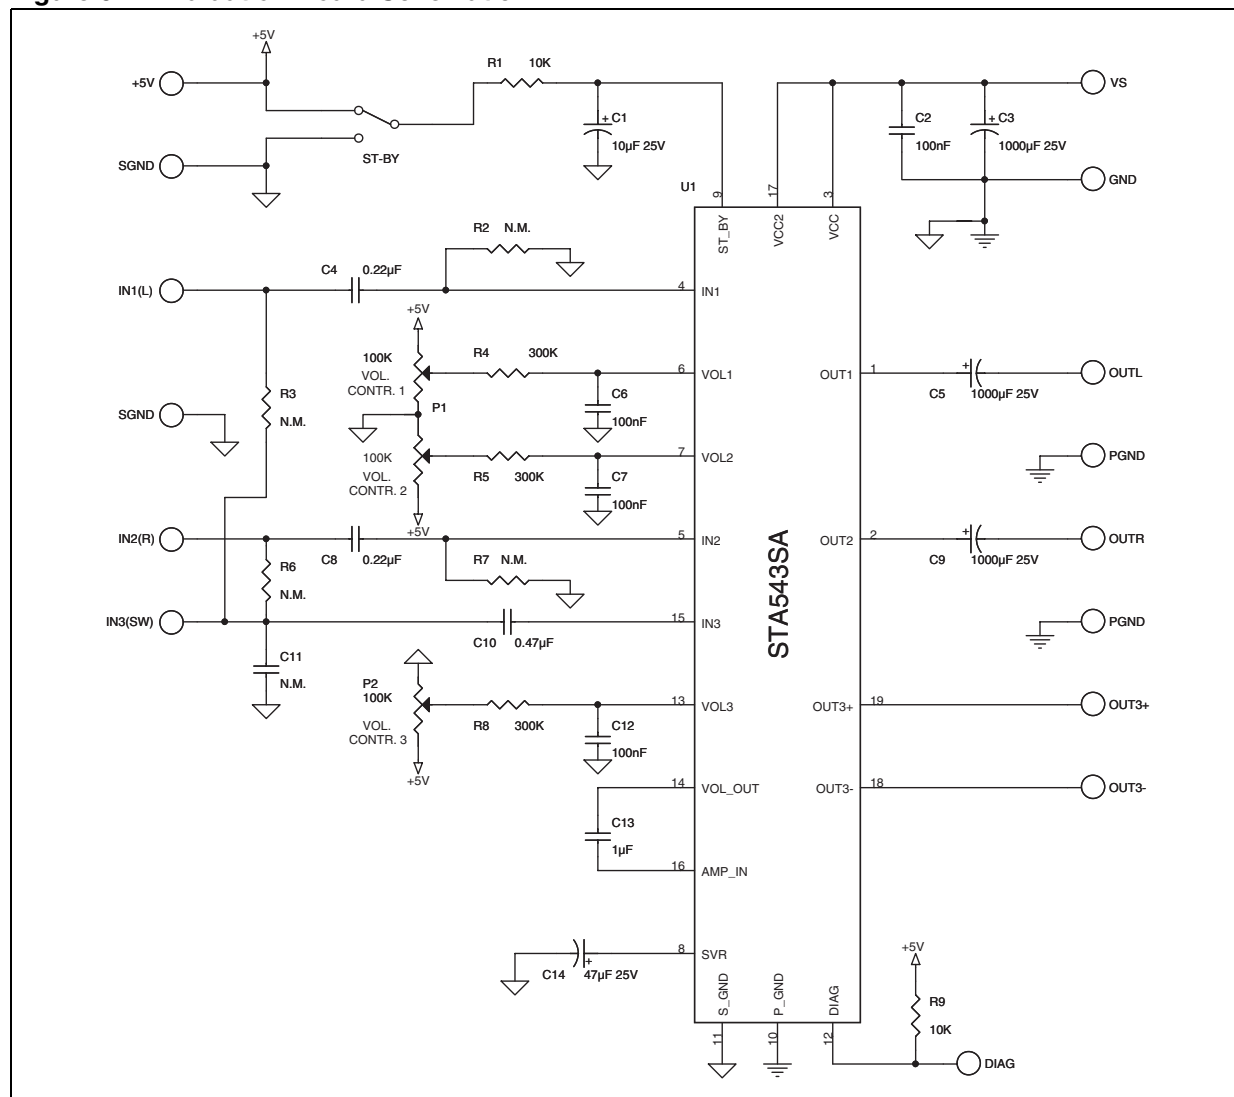 +5V
+5V
R1 10K
VS
C1
10µF 25V
C2
100nF
C3
1000µF 25V
ST-BY
SGND
GND
U1
9
17
3
ST_BY
VCC2
VCC
R2 N.M.
C4 0.22µF
IN1(L)
4
IN1
+5V
100K
VOL.
CONTR. 1
R4 300K
6
VOL1
OUT1
1
C5
1000µF 25V
OUTL
R3
N.M.
P1
C6
100nF
SGND
100K
VOL.
CONTR. 2
+5V
R5 300K
7
VOL2
C7
100nF
PGND
IN2(R)
C8 0.22µF
5
IN2
OUT2
2
C9
1000µF 25V
OUTR
R6
N.M.
R7 N.M.
IN3(SW)
C10 0.47µF
15
IN3
STA543SA
PGND
C11
N.M.
P2
100K
VOL.
CONTR. 3
+5V
R8 300K
13
VOL3
C12
100nF
OUT3+
19
OUT3+
14
VOL_OUT
OUT3-
18
OUT3-
C13
1µF
16
AMP_IN
8
SVR
C14 47µF 25V
+
S_GND
P_GND
DIAG
11
10
12
+5V
R9
10K
DIAG